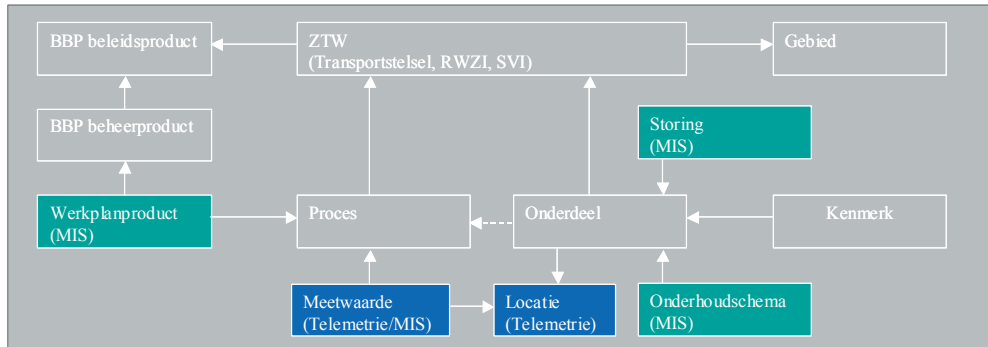 BBP beleidsproduct
ZTW
(Transportstelsel, RWZI, SVI)
Gebied
BBP beheerproduct
Storing
(MIS)
Werkplanproduct
(MIS)
Proces
Onderdeel
Kenmerk
Meetwaarde
(Telemetrie/MIS)
Locatie
(Telemetrie)
Onderhoudschema
(MIS)